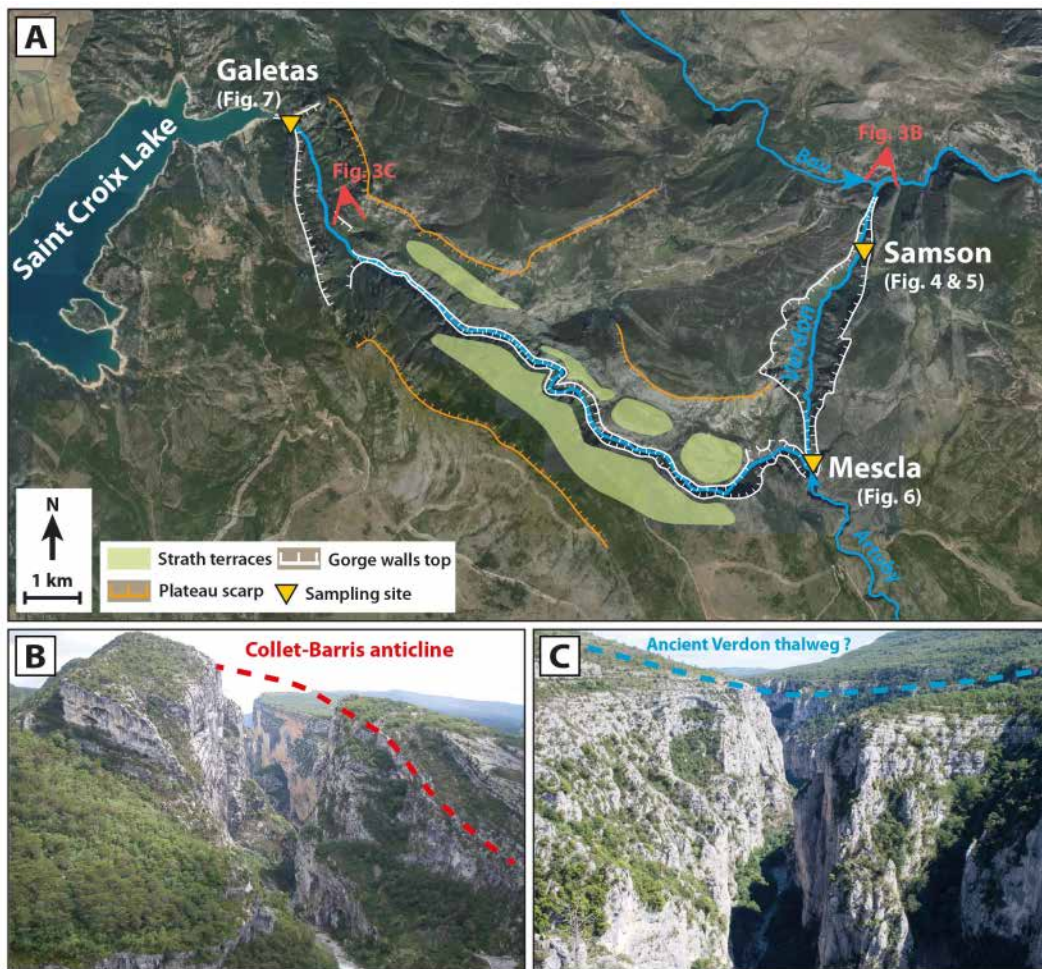 A
Galetas
(Fig. 7)
Saint Croix Lake
Fig. 3C
Bau
Fig. 3B
Samson
(Fig. 4 & 5)
Verdon
Mescla
(Fig. 6)
Artuby
N
1 km
Strath terraces
Gorge walls top
Plateau scarp
Sampling site
B
Collet-Barris anticline
C
Ancient Verdon thalweg ?